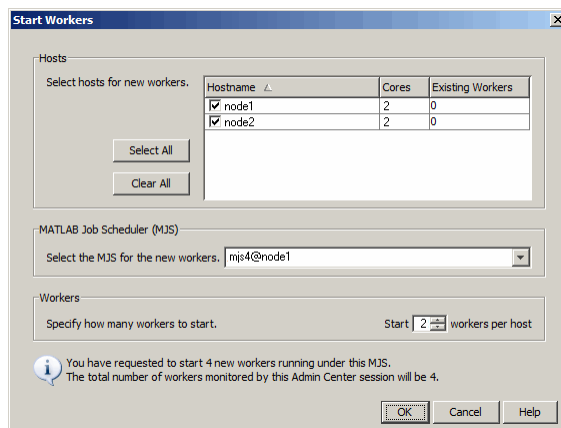 Start Workers
Hosts
Select hosts for new workers.
Hostname Cores Existing Workers
node1 2 0
node2 2 0
Select All
Clear All
MATLAB Job Scheduler (MJS)
Select the MJS for the new workers. mjs4@node1
Workers
Specify how many workers to start. Start 2 workers per host
You have requested to start 4 new workers running under this MJS.
The total number of workers monitored by this Admin Center session will be 4.
OK Cancel Help